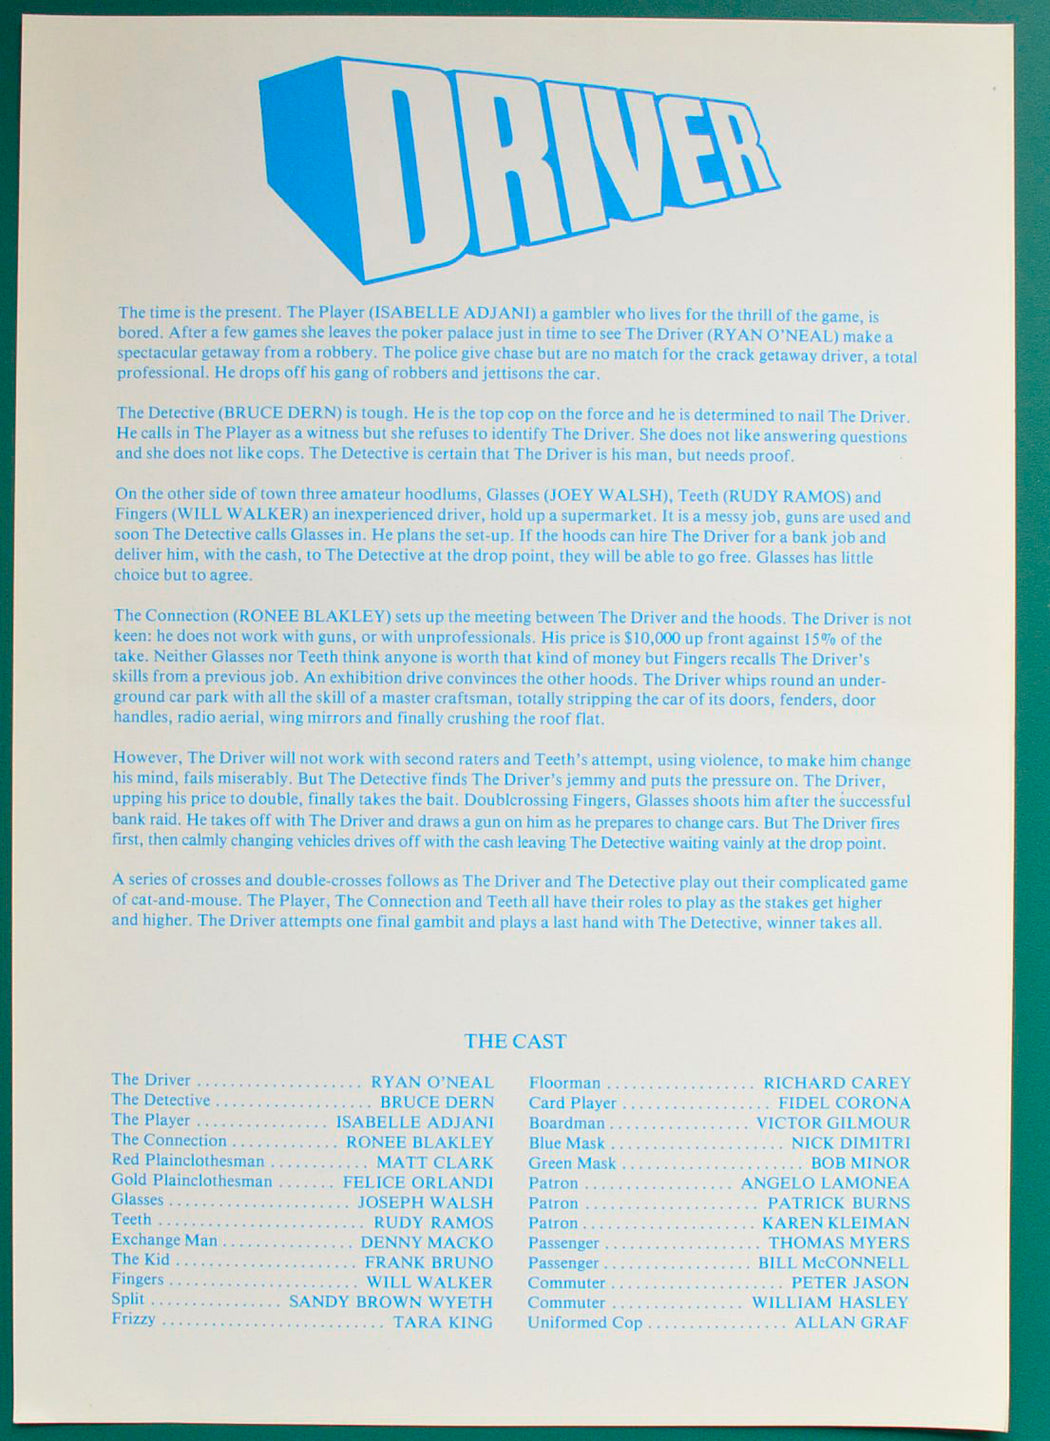 DRIVER
The time is the present. The Player (ISABELLE ADJANI) a gambler who lives for the thrill of the game, is
bored. After a few games she leaves the poker palace just in time to see The Driver (RYAN O'NEAL) make a
spectacular getaway from a robbery. The police give chase but are no match for the crack getaway driver, a total
professional. He drops off his gang of robbers and jettisons the car.
The Detective (BRUCE DERN) is tough. He is the top cop on the force and he is determined to nail The Driver.
He calls in The Player as a witness but she refuses to identify The Driver. She does not like answering questions
and she does not like cops. The Detective is certain that The Driver is his man, but needs proof.
On the other side of town three amateur hoodlums, Glasses (JOEY WALSH), Teeth (RUDY RAMOS) and
Fingers (WILL WALKER) an inexperienced driver, hold up a supermarket. It is a messy job, guns are used and
soon The Detective calls Glasses in. He plans the set-up. If the hoods can hire The Driver for a bank job and
deliver him, with the cash, to The Detective at the drop point, they will be able to go free. Glasses has little
choice but to agree.
The Connection (RONEE BLAKLEY) sets up the meeting between The Driver and the hoods. The Driver is not
keen: he does not work with guns, or with unprofessionals. His price is $10,000 up front against 15% of the
take. Neither Glasses nor Teeth think anyone is worth that kind of money but Fingers recalls The Driver's
skills from a previous job. An exhibition drive convinces the other hoods. The Driver whips round an under-
ground car park with all the skill of a master craftsman, totally stripping the car of its doors, fenders, door
handles, radio aerial, wing mirrors and finally crushing the roof flat.
However, The Driver will not work with second raters and Teeth's attempt, using violence, to make him change
his mind, fails miserably. But The Detective finds The Driver's jemmy and puts the pressure on. The Driver,
upping his price to double, finally takes the bait. Doublcrossing Fingers, Glasses shoots him after the successful
bank raid. He takes off with The Driver and draws a gun on him as he prepares to change cars. But The Driver fires
first, then calmly changing vehicles drives off with the cash leaving The Detective waiting vainly at the drop point.
A series of crosses and double-crosses follows as The Driver and The Detective play out their complicated game
of cat-and-mouse. The Player, The Connection and Teeth all have their roles to play as the stakes get higher
and higher. The Driver attempts one final gambit and plays a last hand with The Detective, winner takes all.
THE CAST
The Driver .................... RYAN O'NEAL
The Detective ................... BRUCE DERN
The Player ................ ISABELLE ADJANI
The Connection ............. RONEE BLAKLEY
Red Plainclothesman ............ MATT CLARK
Gold Plainclothesman ....... FELICE ORLANDI
Glasses ...................... JOSEPH WALSH
Teeth ......................... RUDY RAMOS
Exchange Man ................ DENNY MACKO
The Kid ...................... FRANK BRUNO
Fingers ....................... WILL WALKER
Split ................ SANDY BROWN WYETH
Frizzy ........................... TARA KING
Floorman .................. RICHARD CAREY
Card Player .................. FIDEL CORONA
Boardman ................. VICTOR GILMOUR
Blue Mask ..................... NICK DIMITRI
Green Mask ....................... BOB MINOR
Patron .................. ANGELO LAMONEA
Patron ..................... PATRICK BURNS
Patron ..................... KAREN KLEIMAN
Passenger ................... THOMAS MYERS
Passenger .................. BILL McCONNELL
Commuter ..................... PETER JASON
Commuter ................ WILLIAM HASLEY
Uniformed Cop ................. ALLAN GRAF